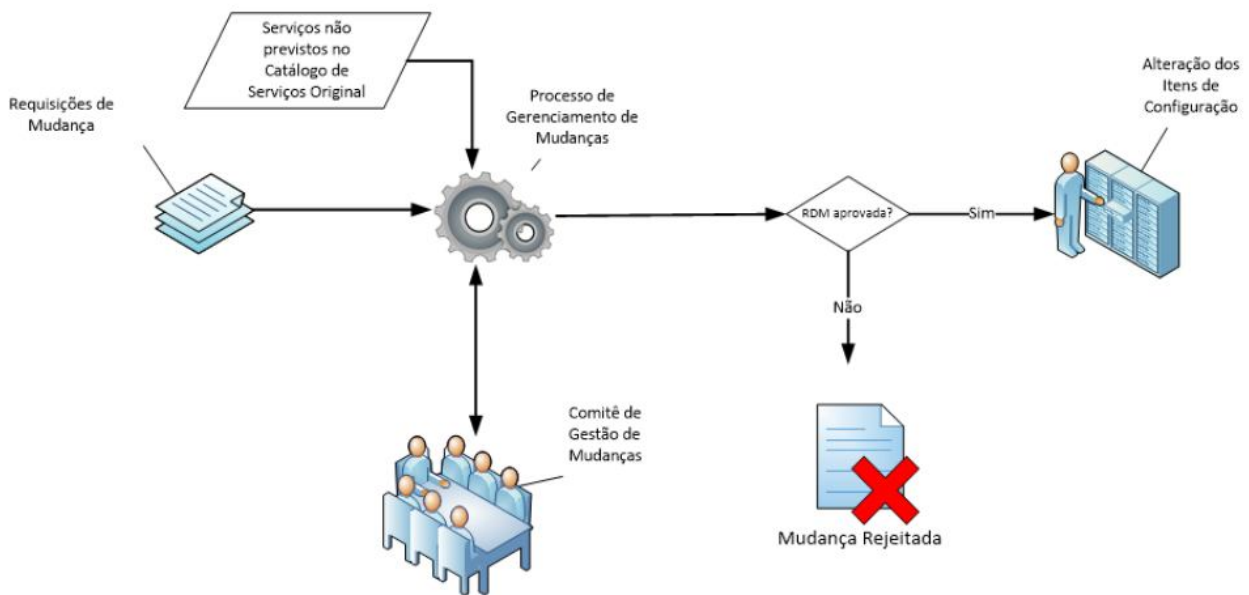 Serviços não
previstos no
Catálogo de
Serviços Original
Requisições de
Mudança
Processo de
Gerenciamento de
Mudanças
Alteração dos
Itens de
Configuração
RDM aprovada?
Sim
Não
Comitê de
Gestão de
Mudanças
Mudança Rejeitada